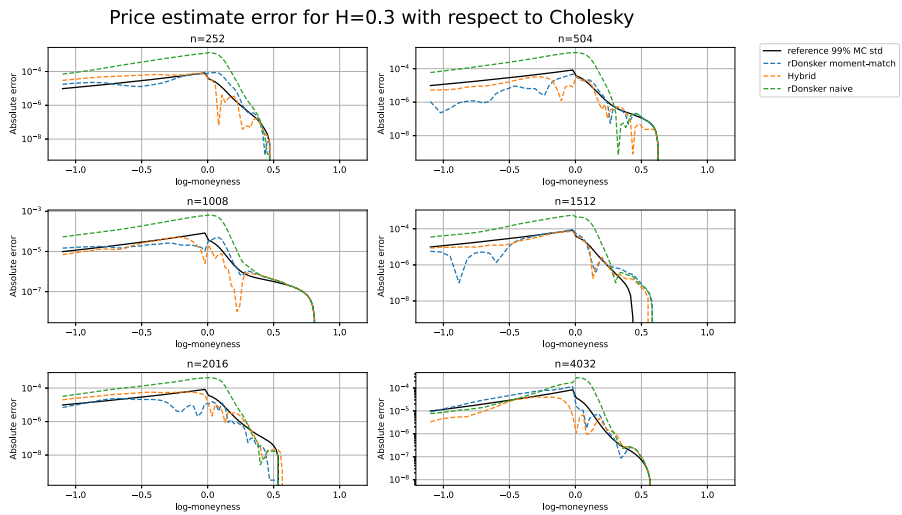 Price estimate error for H=0.3 with respect to Cholesky
n=252
Absolute error
10⁻⁴
10⁻⁶
10⁻⁸
−1.0 −0.5 0.0 0.5 1.0
log-moneyness
n=504
Absolute error
10⁻⁴
10⁻⁶
10⁻⁸
−1.0 −0.5 0.0 0.5 1.0
log-moneyness
reference 99% MC std
rDonsker moment-match
Hybrid
rDonsker naive
n=1008
Absolute error
10⁻³
10⁻⁵
10⁻⁷
−1.0 −0.5 0.0 0.5 1.0
log-moneyness
n=1512
Absolute error
10⁻⁴
10⁻⁶
10⁻⁸
−1.0 −0.5 0.0 0.5 1.0
log-moneyness
n=2016
Absolute error
10⁻⁴
10⁻⁶
10⁻⁸
−1.0 −0.5 0.0 0.5 1.0
log-moneyness
n=4032
Absolute error
10⁻⁴
10⁻⁵
10⁻⁶
10⁻⁷
10⁻⁸
−1.0 −0.5 0.0 0.5 1.0
log-moneyness